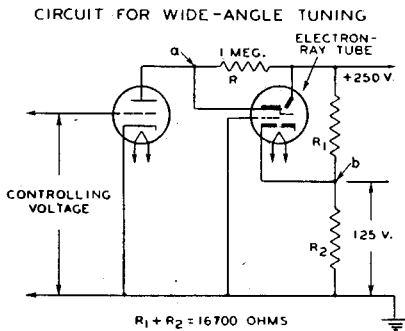 CIRCUIT FOR WIDE-ANGLE TUNING
ELECTRON-
RAY TUBE
a
1 MEG.
R
+250 V.
R1
b
CONTROLLING
VOLTAGE
125 V.
R2
R1 + R2 = 16700 OHMS